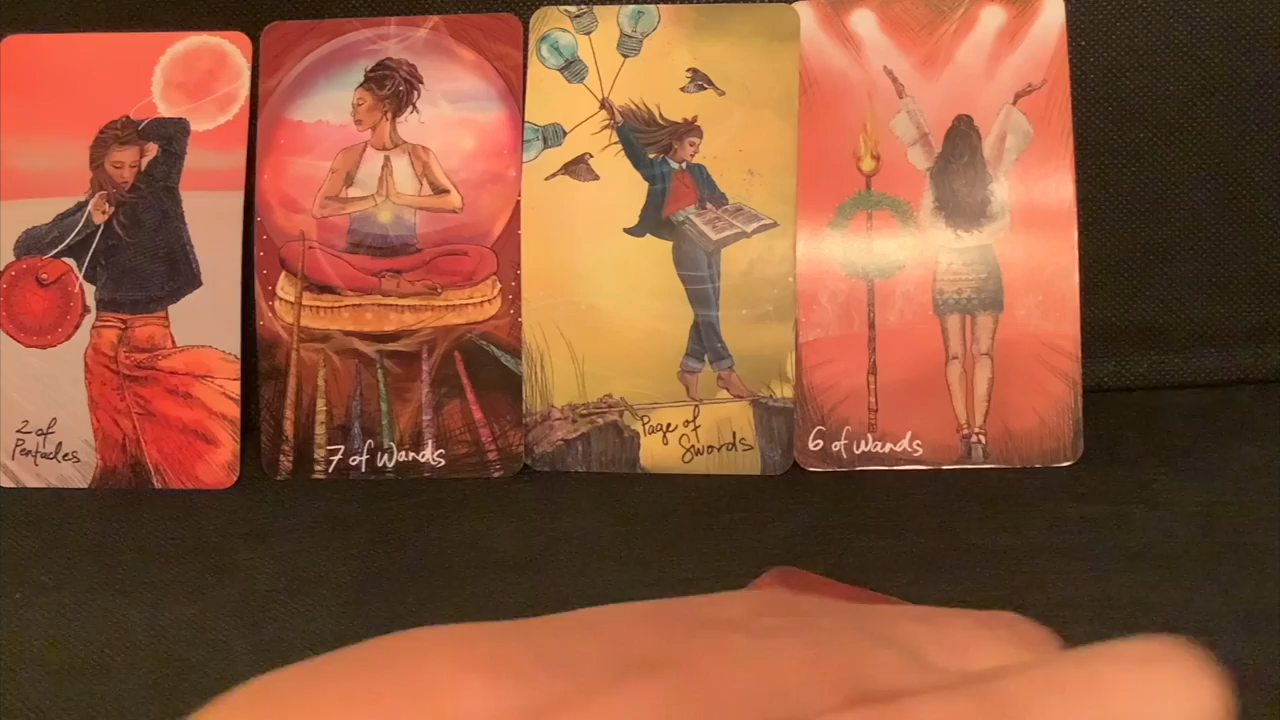 2 of
Pentacles
7 of Wands
Page of
Swords
6 of Wands